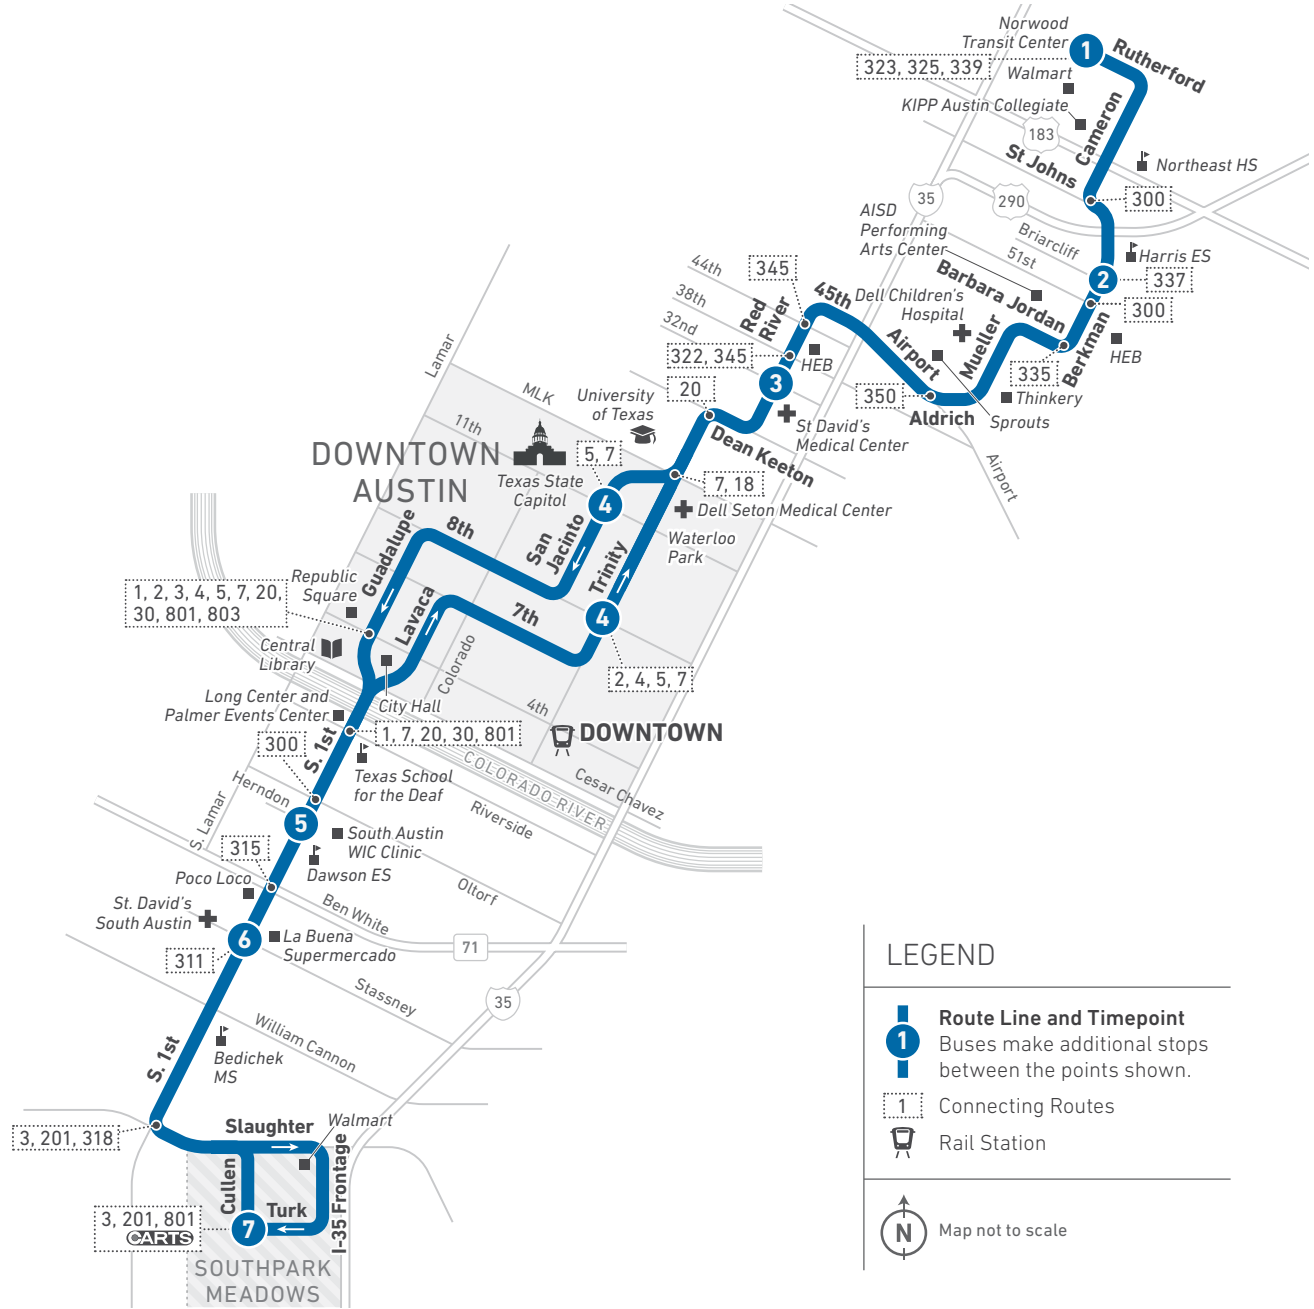 Norwood
Transit Center
1
Rutherford
323, 325, 339
Walmart
KIPP Austin Collegiate
Cameron
183
St Johns
Northeast HS
300
35
290
AISD
Performing
Arts Center
Briarcliff
51st
Harris ES
2
337
300
Barbara Jordan
Berkman
HEB
44th
38th
32nd
345
Red
River
45th
Dell Children's
Hospital
Airport
Mueller
335
Thinkery
322, 345
HEB
3
350
Aldrich
Sprouts
Airport
20
St David's
Medical Center
Dean Keeton
Lamar
MLK
11th
University
of Texas
DOWNTOWN
AUSTIN
Texas State
Capitol
5, 7
4
7, 18
Dell Seton Medical Center
Waterloo
Park
Guadalupe
8th
San
Jacinto
Trinity
Republic
Square
1, 2, 3, 4, 5, 7, 20,
30, 801, 803
Lavaca
7th
4
Central
Library
Colorado
2, 4, 5, 7
Long Center and
Palmer Events Center
City Hall
4th
DOWNTOWN
1, 7, 20, 30, 801
300
S. 1st
Texas School
for the Deaf
COLORADO RIVER
Cesar Chavez
Herndon
S. Lamar
Riverside
5
South Austin
WIC Clinic
315
Dawson ES
Poco Loco
Oltorf
St. David's
South Austin
Ben White
6
La Buena
Supermercado
71
311
Stassney
35
William Cannon
S. 1st
Bedichek
MS
3, 201, 318
Slaughter
Walmart
Cullen
Turk
I-35 Frontage
3, 201, 801
CARTS
7
SOUTHPARK
MEADOWS
LEGEND
1
Route Line and Timepoint
Buses make additional stops
between the points shown.
1
Connecting Routes
Rail Station
N
Map not to scale